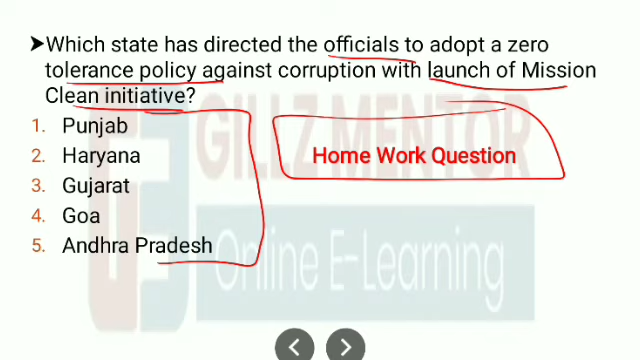 ➤Which state has directed the officials to adopt a zero
tolerance policy against corruption with launch of Mission
Clean initiative?
1. Punjab
2. Haryana
3. Gujarat
4. Goa
5. Andhra Pradesh
Home Work Question
GILLZ MENTOR
Online E-Learning